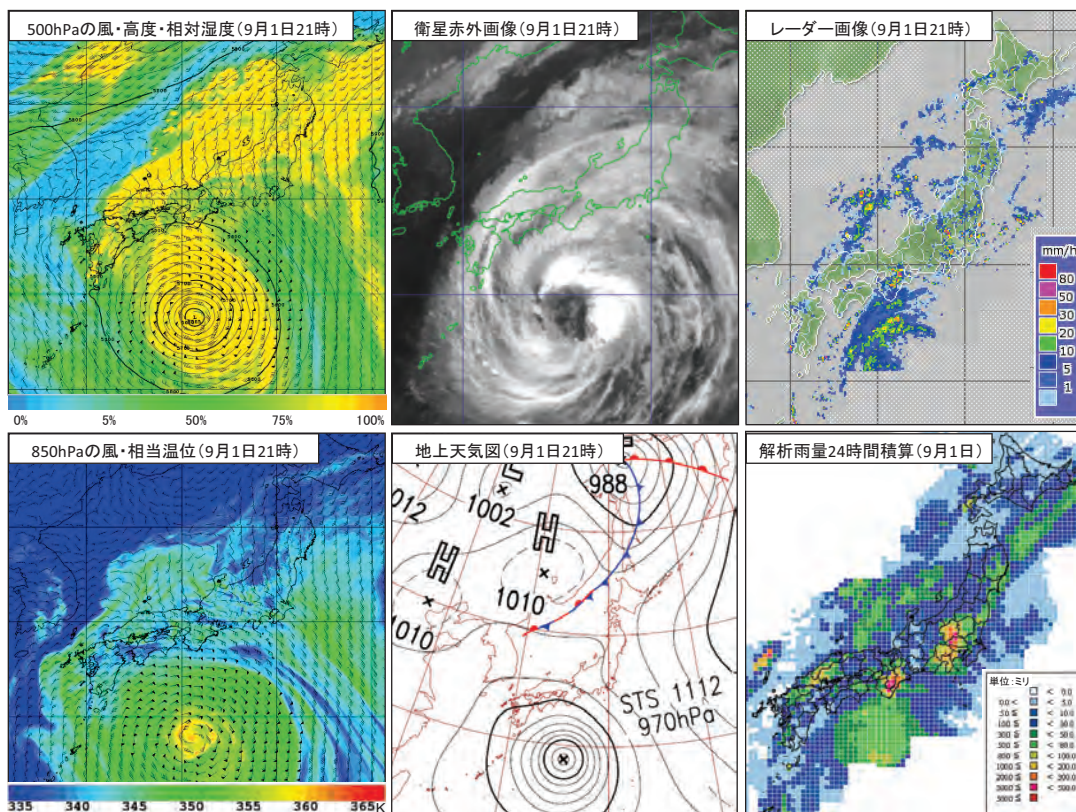 500hPaの風・高度・相対湿度(9月1日21時)
衛星赤外画像(9月1日21時)
レーダー画像(9月1日21時)
5800
5800
5800
5800
5800
mm/h
80
50
30
20
10
5
1
0%
5%
50%
75%
100%
850hPaの風・相当温位(9月1日21時)
地上天気図(9月1日21時)
解析雨量24時間積算(9月1日)
988
1002
012
H
H
1010
1010
STS 1112
970hPa
単位:ミリ
335
340
345
350
355
360
365K